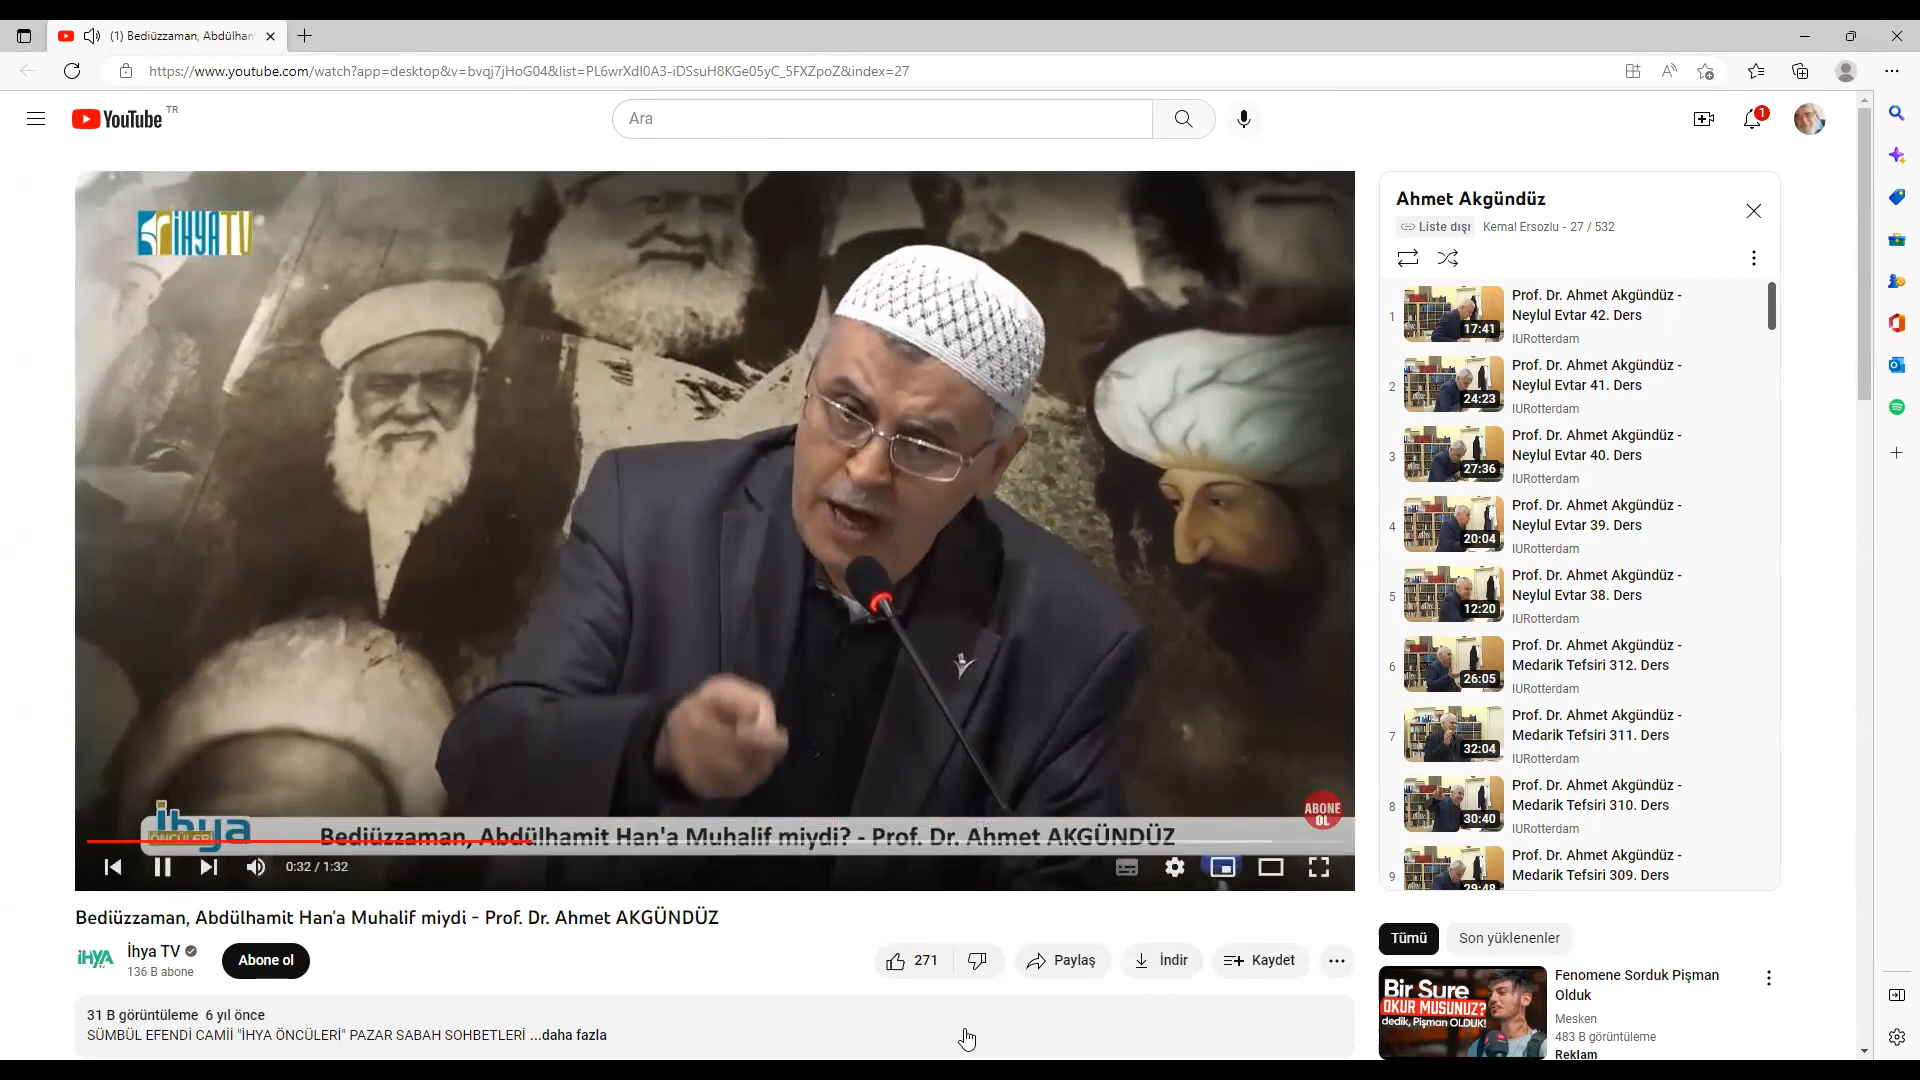 (1) Bediüzzaman, Abdülham
https://www.youtube.com/watch?app=desktop&v=bvqj7jHoG04&list=PL6wrXdI0A3-iDSsuH8KGe05yC_5FXZpoZ&index=27
YouTube TR
Ara
1
İHYA TV
Bediüzzaman, Abdülhamit Han'a Muhalif miydi? - Prof. Dr. Ahmet AKGÜNDÜZ
ihya
ÖNCÜLERİ
ABONE
OL
0:32 / 1:32
Bediüzzaman, Abdülhamit Han'a Muhalif miydi - Prof. Dr. Ahmet AKGÜNDÜZ
İHYA
İhya TV
136 B abone
Abone ol
271
Paylaş
İndir
Kaydet
31 B görüntüleme 6 yıl önce
SÜMBÜL EFENDİ CAMİİ "İHYA ÖNCÜLERİ" PAZAR SABAH SOHBETLERİ ...daha fazla
Ahmet Akgündüz
Liste dışı Kemal Ersozlu - 27 / 532
1
17:41
Prof. Dr. Ahmet Akgündüz -
Neylul Evtar 42. Ders
IURotterdam
2
24:23
Prof. Dr. Ahmet Akgündüz -
Neylul Evtar 41. Ders
IURotterdam
3
27:36
Prof. Dr. Ahmet Akgündüz -
Neylul Evtar 40. Ders
IURotterdam
4
20:04
Prof. Dr. Ahmet Akgündüz -
Neylul Evtar 39. Ders
IURotterdam
5
12:20
Prof. Dr. Ahmet Akgündüz -
Neylul Evtar 38. Ders
IURotterdam
6
26:05
Prof. Dr. Ahmet Akgündüz -
Medarik Tefsiri 312. Ders
IURotterdam
7
32:04
Prof. Dr. Ahmet Akgündüz -
Medarik Tefsiri 311. Ders
IURotterdam
8
30:40
Prof. Dr. Ahmet Akgündüz -
Medarik Tefsiri 310. Ders
IURotterdam
9
29:48
Prof. Dr. Ahmet Akgündüz -
Medarik Tefsiri 309. Ders
Tümü
Son yüklenenler
Bir Sure
OKUR MUSUNUZ?
dedik, Pişman OLDUK!
Fenomene Sorduk Pişman
Olduk
Mesken
483 B görüntüleme
Reklam